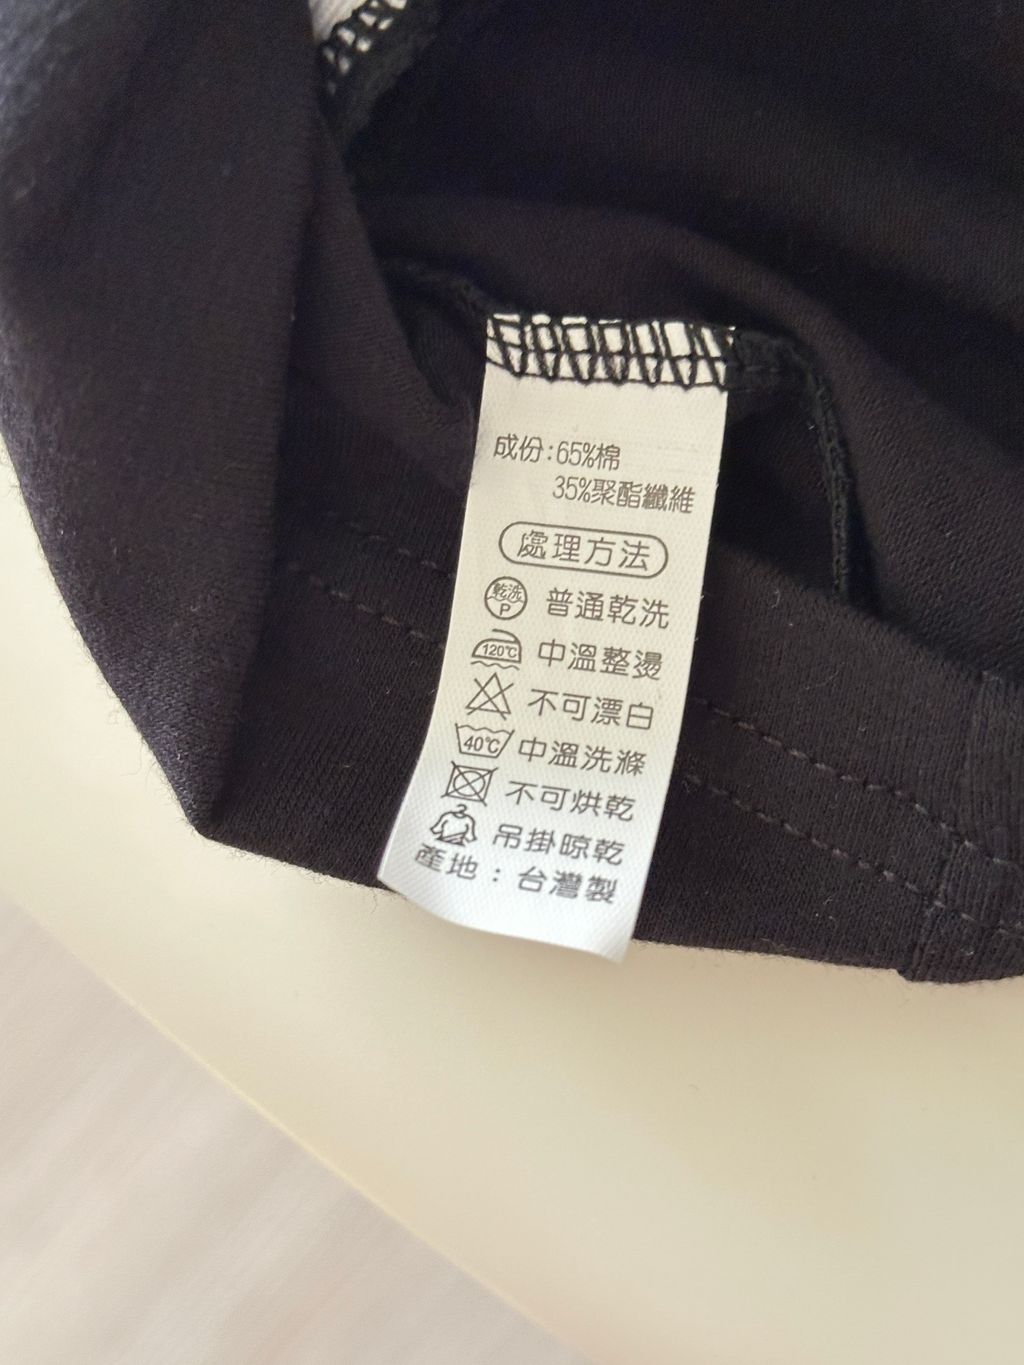 成份:65%棉
35%聚酯纖維
處理方法
乾洗 P 普通乾洗
120℃ 中溫整燙
不可漂白
40℃ 中溫洗滌
不可烘乾
吊掛晾乾
產地:台灣製